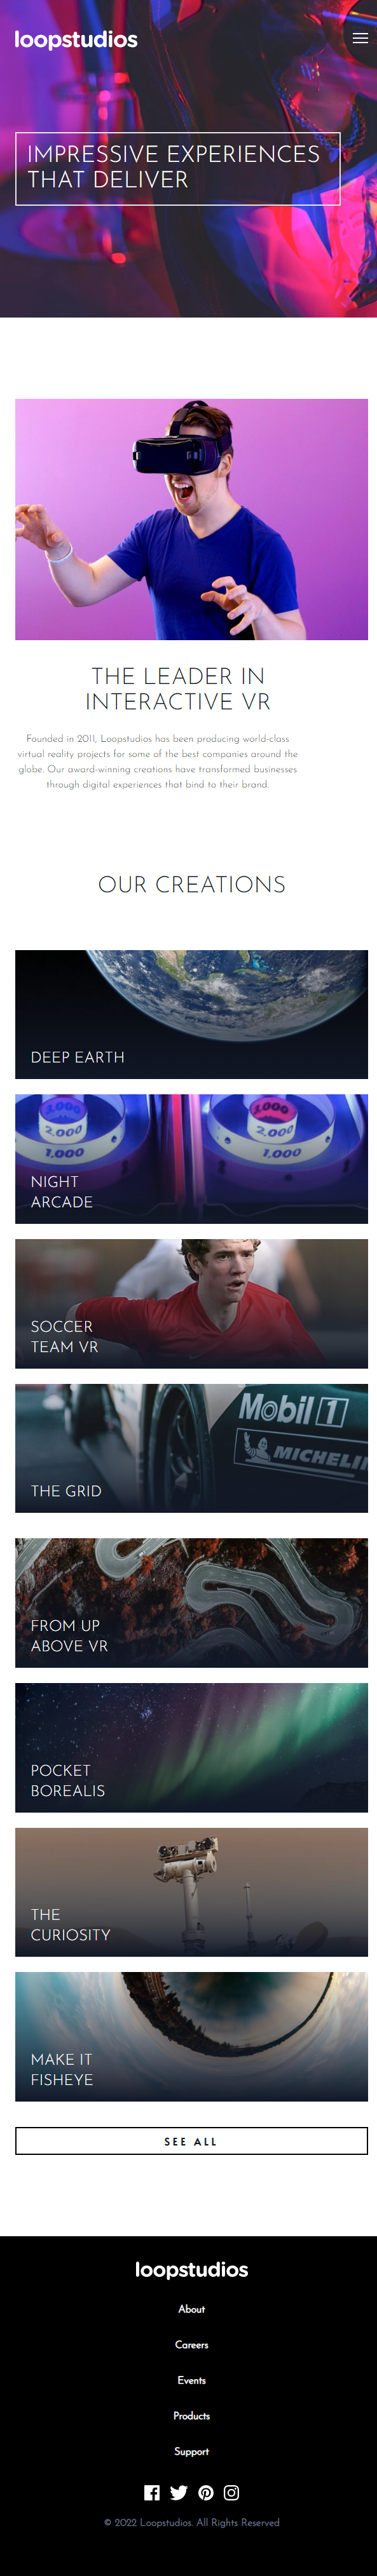 loopstudios
IMPRESSIVE EXPERIENCES
THAT DELIVER
THE LEADER IN
INTERACTIVE VR
Founded in 2011, Loopstudios has been producing world-class
virtual reality projects for some of the best companies around the
globe. Our award-winning creations have transformed businesses
through digital experiences that bind to their brand.
OUR CREATIONS
DEEP EARTH
1,000 1,000
2,000 2,000
1,000 1,000
NIGHT
ARCADE
SOCCER
TEAM VR
Mobil 1
MICHELIN
THE GRID
FROM UP
ABOVE VR
POCKET
BOREALIS
THE
CURIOSITY
MAKE IT
FISHEYE
SEE ALL
loopstudios
About
Careers
Events
Products
Support
© 2022 Loopstudios. All Rights Reserved